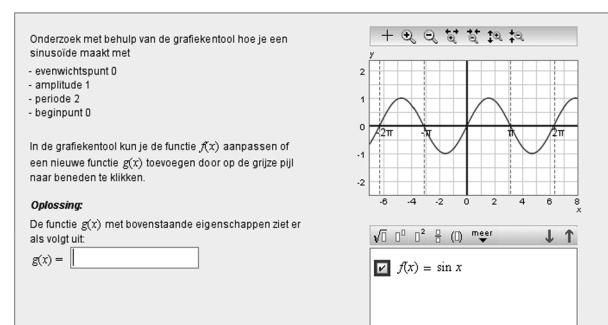 Onderzoek met behulp van de grafiekentool hoe je een
sinusoïde maakt met
- evenwichtspunt 0
- amplitude 1
- periode 2
- beginpunt 0
In de grafiekentool kun je de functie f(x) aanpassen of
een nieuwe functie g(x) toevoegen door op de grijze pijl
naar beneden te klikken.
Oplossing:
De functie g(x) met bovenstaande eigenschappen ziet er
als volgt uit:
g(x) =
y
2
1
0
-1
-2
-2π -π π 2π
-6 -4 -2 0 2 4 6 8
x
√▯ ▯▯ ▯² (▯) meer
f(x) = sin x